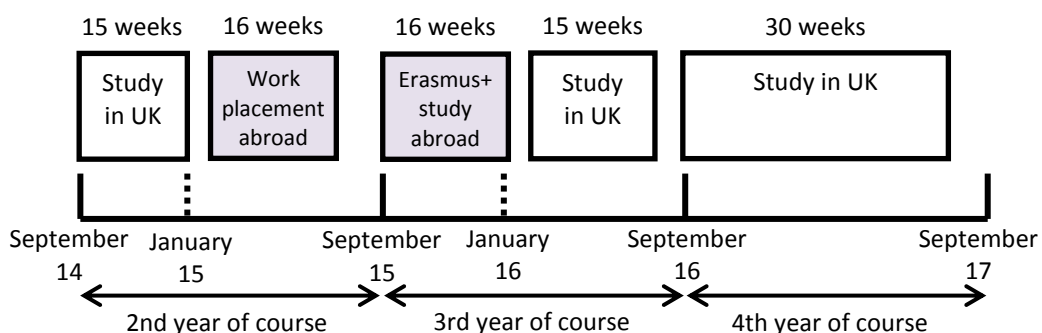 15 weeks
16 weeks
16 weeks
15 weeks
30 weeks
Study
in UK
Work
placement
abroad
Erasmus+
study
abroad
Study
in UK
Study in UK
September
14
January
15
September
15
January
16
September
16
September
17
2nd year of course
3rd year of course
4th year of course